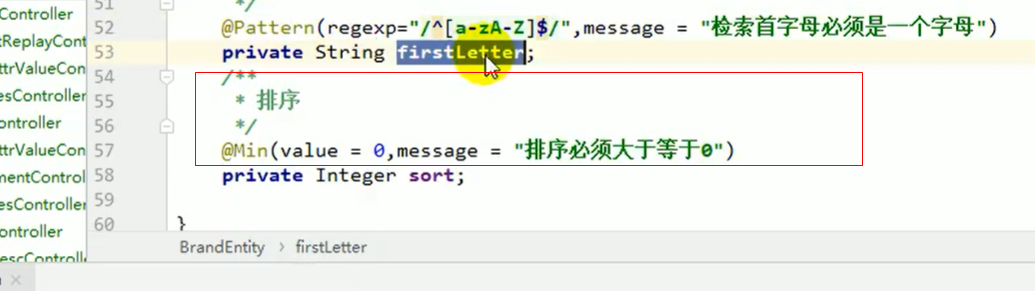 51
*/
ontroller
52
@Pattern(regexp="/^[a-zA-Z]$/",message = "检索首字母必须是一个字母")
tReplayCont
53
private String firstLetter;
ttrValueCon
54
/**
esController
55
* 排序
ontroller
56
*/
ttrValueCon
57
@Min(value = 0,message = "排序必须大于等于0")
mentControl
58
private Integer sort;
esController
59
ontroller
60
}
escControll
BrandEntity › firstLetter